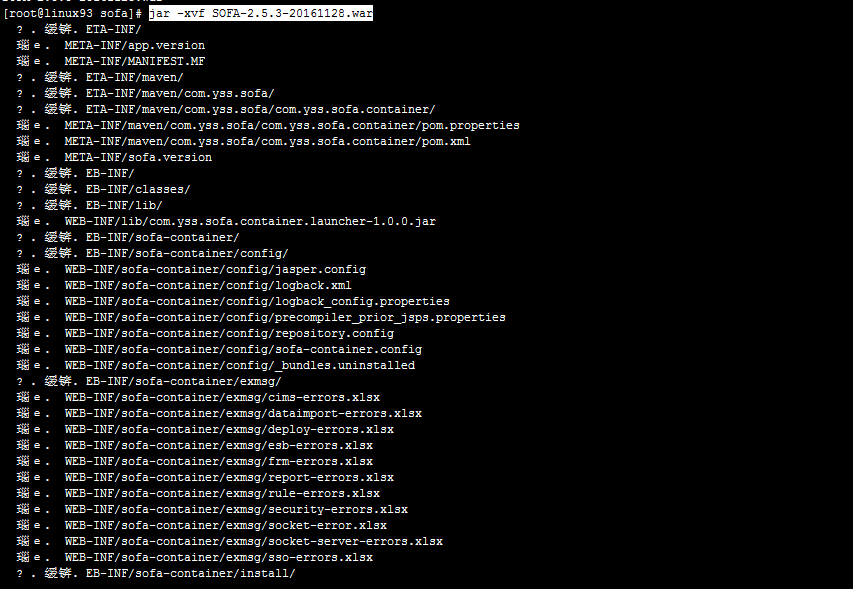 [root@linux93 sofa]# jar -xvf SOFA-2.5.3-20161128.war
? . 缓锛. ETA-INF/
瑙ｅ. META-INF/app.version
瑙ｅ. META-INF/MANIFEST.MF
? . 缓锛. ETA-INF/maven/
? . 缓锛. ETA-INF/maven/com.yss.sofa/
? . 缓锛. ETA-INF/maven/com.yss.sofa/com.yss.sofa.container/
瑙ｅ. META-INF/maven/com.yss.sofa/com.yss.sofa.container/pom.properties
瑙ｅ. META-INF/maven/com.yss.sofa/com.yss.sofa.container/pom.xml
瑙ｅ. META-INF/sofa.version
? . 缓锛. EB-INF/
? . 缓锛. EB-INF/classes/
? . 缓锛. EB-INF/lib/
瑙ｅ. WEB-INF/lib/com.yss.sofa.container.launcher-1.0.0.jar
? . 缓锛. EB-INF/sofa-container/
? . 缓锛. EB-INF/sofa-container/config/
瑙ｅ. WEB-INF/sofa-container/config/jasper.config
瑙ｅ. WEB-INF/sofa-container/config/logback.xml
瑙ｅ. WEB-INF/sofa-container/config/logback_config.properties
瑙ｅ. WEB-INF/sofa-container/config/precompiler_prior_jsps.properties
瑙ｅ. WEB-INF/sofa-container/config/repository.config
瑙ｅ. WEB-INF/sofa-container/config/sofa-container.config
瑙ｅ. WEB-INF/sofa-container/config/_bundles.uninstalled
? . 缓锛. EB-INF/sofa-container/exmsg/
瑙ｅ. WEB-INF/sofa-container/exmsg/cims-errors.xlsx
瑙ｅ. WEB-INF/sofa-container/exmsg/dataimport-errors.xlsx
瑙ｅ. WEB-INF/sofa-container/exmsg/deploy-errors.xlsx
瑙ｅ. WEB-INF/sofa-container/exmsg/esb-errors.xlsx
瑙ｅ. WEB-INF/sofa-container/exmsg/frm-errors.xlsx
瑙ｅ. WEB-INF/sofa-container/exmsg/report-errors.xlsx
瑙ｅ. WEB-INF/sofa-container/exmsg/rule-errors.xlsx
瑙ｅ. WEB-INF/sofa-container/exmsg/security-errors.xlsx
瑙ｅ. WEB-INF/sofa-container/exmsg/socket-error.xlsx
瑙ｅ. WEB-INF/sofa-container/exmsg/socket-server-errors.xlsx
瑙ｅ. WEB-INF/sofa-container/exmsg/sso-errors.xlsx
? . 缓锛. EB-INF/sofa-container/install/